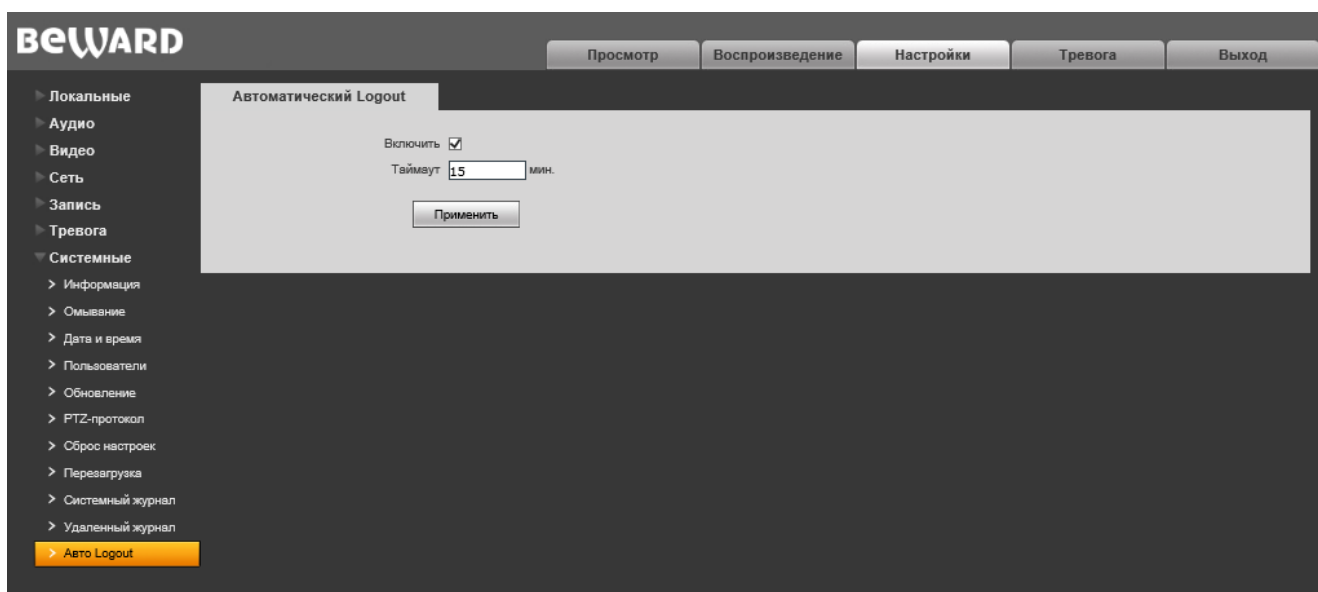 BEWARD
Просмотр
Воспроизведение
Настройки
Тревога
Выход
Локальные
Аудио
Видео
Сеть
Запись
Тревога
Системные
Информация
Омывание
Дата и время
Пользователи
Обновление
PTZ-протокол
Сброс настроек
Перезагрузка
Системный журнал
Удаленный журнал
Авто Logout
Автоматический Logout
Включить
Таймаут 15 мин.
Применить